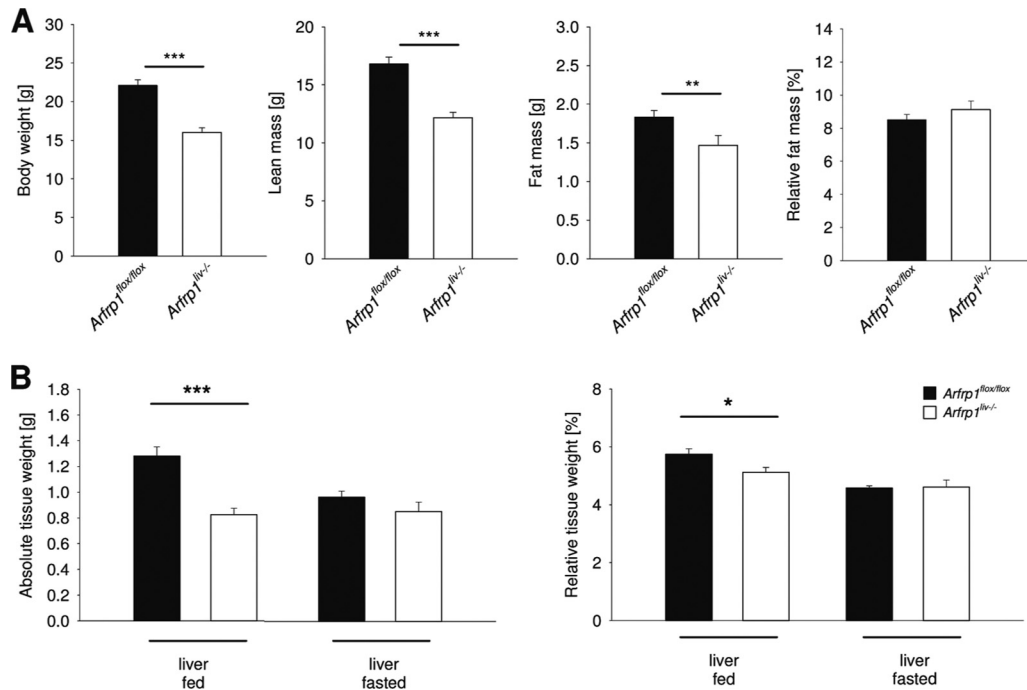 A
30
25
20
15
10
5
0
Body weight [g]
***
Arfrp1flox/flox
Arfrp1liv-/-
20
15
10
5
0
Lean mass [g]
***
Arfrp1flox/flox
Arfrp1liv-/-
3.0
2.5
2.0
1.5
1.0
0.5
0.0
Fat mass [g]
**
Arfrp1flox/flox
Arfrp1liv-/-
14
12
10
8
6
4
2
0
Relative fat mass [%]
Arfrp1flox/flox
Arfrp1liv-/-
B
1.8
1.6
1.4
1.2
1.0
0.8
0.6
0.4
0.2
0.0
Absolute tissue weight [g]
***
liver
fed
liver
fasted
8
6
4
2
0
Relative tissue weight [%]
*
Arfrp1flox/flox
Arfrp1liv-/-
liver
fed
liver
fasted